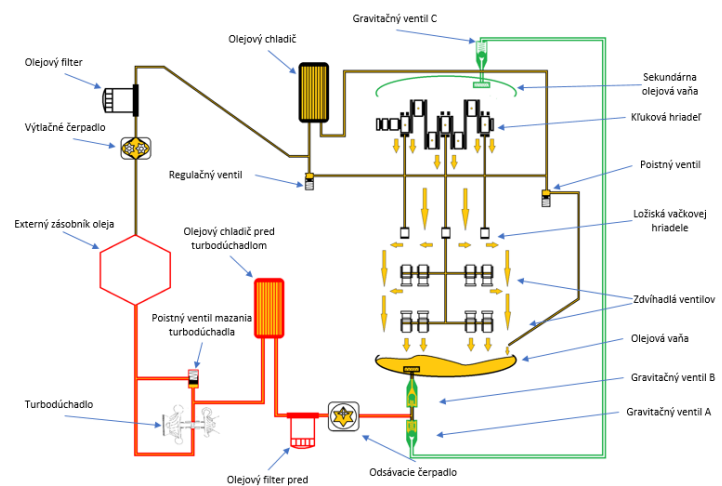 Gravitačný ventil C
Olejový chladič
Olejový filter
Sekundárna
olejová vaňa
Výtlačné čerpadlo
Kľuková hriadeľ
Regulačný ventil
Poistný ventil
Externý zásobník oleja
Olejový chladič pred
turbodúchadlom
Ložiská vačkovej
hriadele
Zdvíhadlá ventilov
Poistný ventil mazania
turbodúchadla
Olejová vaňa
Gravitačný ventil B
Turbodúchadlo
Gravitačný ventil A
Olejový filter pred
Odsávacie čerpadlo